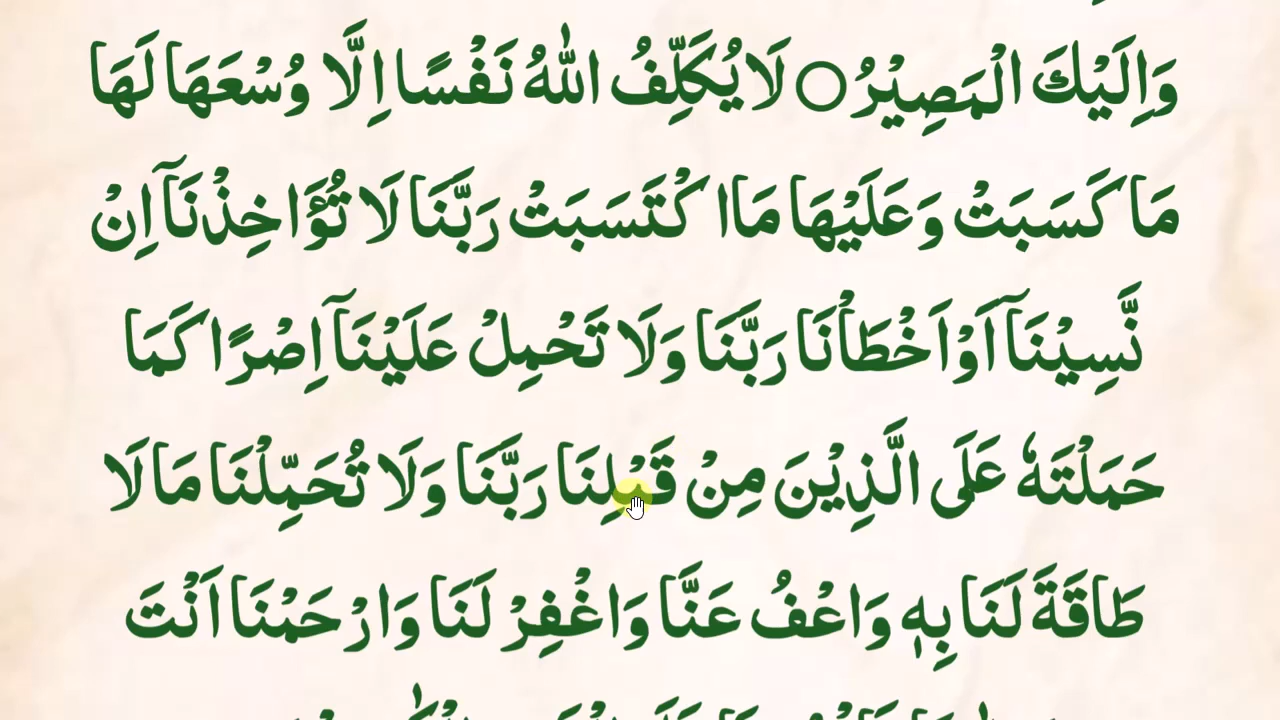 وَاِلَيْكَ الْمَصِيْرُ○ لَا يُكَلِّفُ اللّٰهُ نَفْسًا اِلَّا وُسْعَهَا لَهَا
مَا كَسَبَتْ وَعَلَيْهَا مَا اكْتَسَبَتْ رَبَّنَا لَا تُؤَاخِذْنَآ اِنْ
نَّسِيْنَآ اَوْ اَخْطَاْنَا رَبَّنَا وَلَا تَحْمِلْ عَلَيْنَآ اِصْرًا كَمَا
حَمَلْتَهٗ عَلَى الَّذِيْنَ مِنْ قَبْلِنَا رَبَّنَا وَلَا تُحَمِّلْنَا مَا لَا
طَاقَةَ لَنَا بِهٖ وَاعْفُ عَنَّا وَاغْفِرْ لَنَا وَارْحَمْنَا اَنْتَ